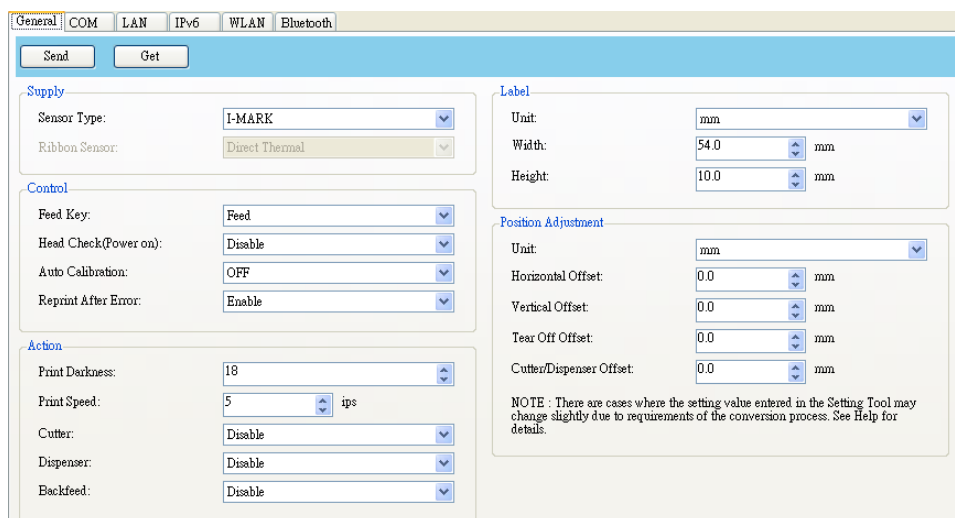 General COM LAN IPv6 WLAN Bluetooth
Send Get
Supply
Sensor Type: I-MARK
Ribbon Sensor: Direct Thermal
Control
Feed Key: Feed
Head Check(Power on): Disable
Auto Calibration: OFF
Reprint After Error: Enable
Action
Print Darkness: 18
Print Speed: 5 ips
Cutter: Disable
Dispenser: Disable
Backfeed: Disable
Label
Unit: mm
Width: 54.0 mm
Height: 10.0 mm
Position Adjustment
Unit: mm
Horizontal Offset: 0.0 mm
Vertical Offset: 0.0 mm
Tear Off Offset: 0.0 mm
Cutter/Dispenser Offset: 0.0 mm
NOTE : There are cases where the setting value entered in the Setting Tool may
change slightly due to requirements of the conversion process. See Help for
details.